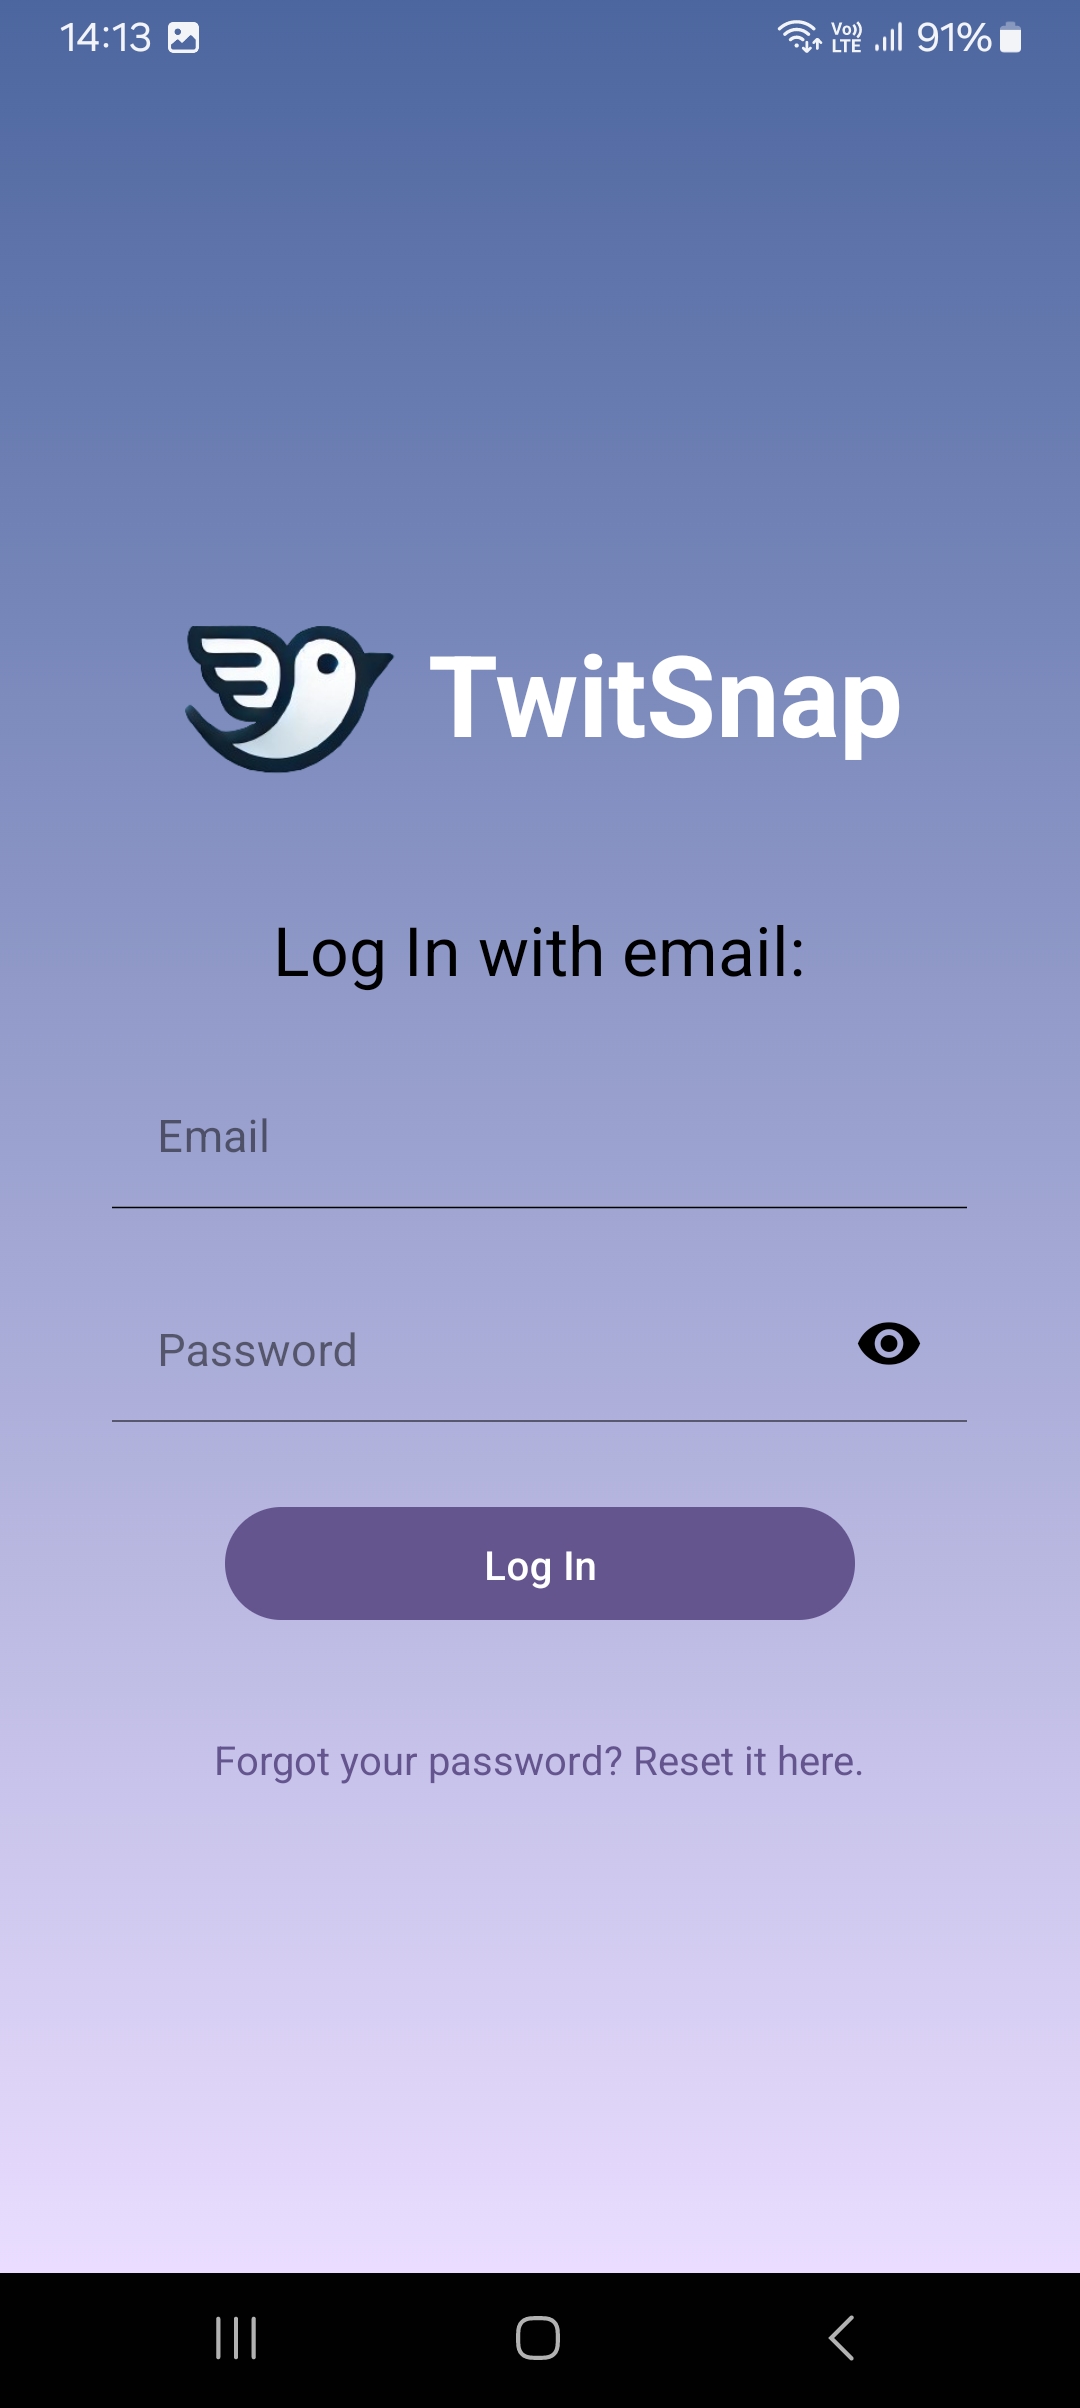 14:13
Vo)) LTE 91%
TwitSnap
Log In with email:
Email
Password
Log In
Forgot your password? Reset it here.